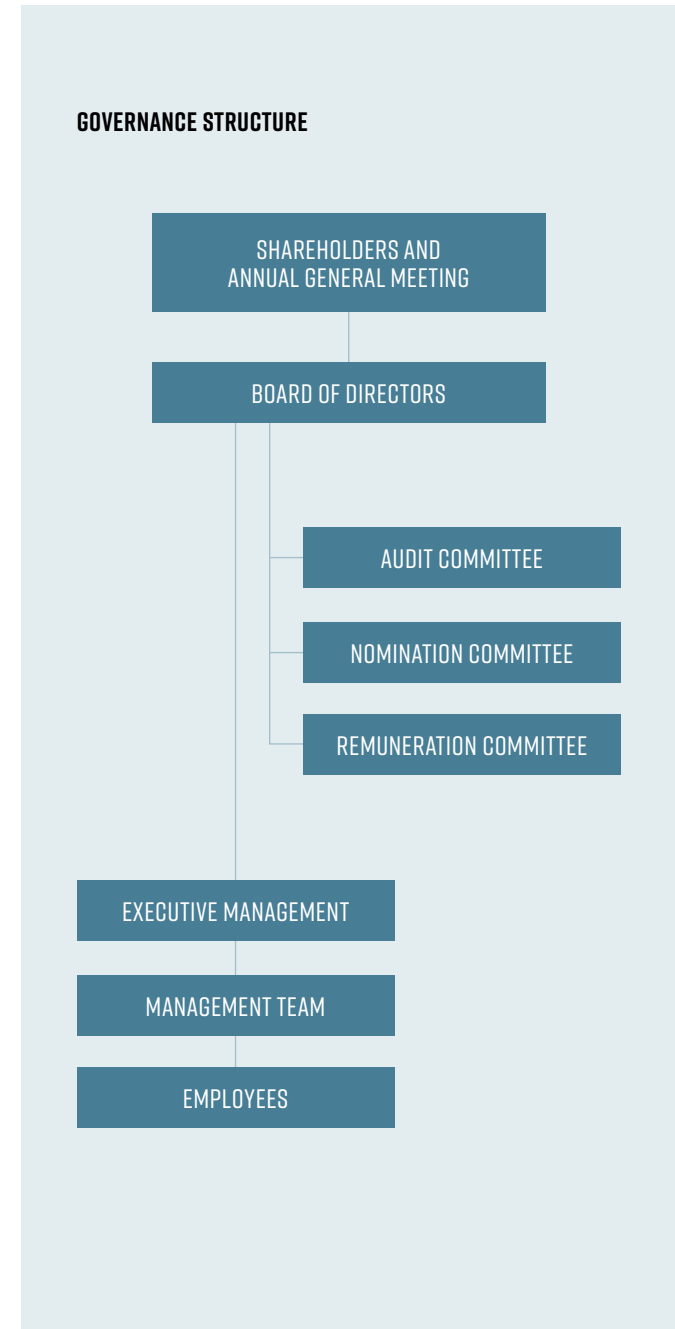 GOVERNANCE STRUCTURE
SHAREHOLDERS AND
ANNUAL GENERAL MEETING
BOARD OF DIRECTORS
AUDIT COMMITTEE
NOMINATION COMMITTEE
REMUNERATION COMMITTEE
EXECUTIVE MANAGEMENT
MANAGEMENT TEAM
EMPLOYEES